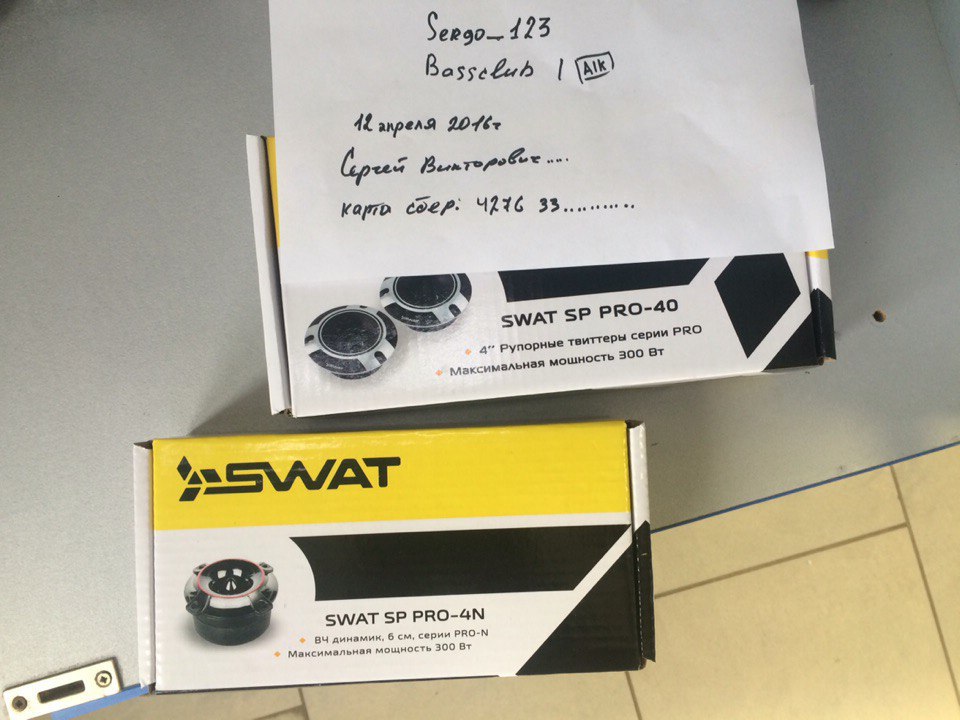 Sergo_123
Bassclub / AIK
12 апреля 2016г
Сергей Викторович....
карта сбер: 4276 33..........
SWAT SP PRO-40
4" Рупорные твиттеры серии PRO
Максимальная мощность 300 Вт
SWAT
SWAT SP PRO-4N
ВЧ динамик, 6 см, серии PRO-N
Максимальная мощность 300 Вт